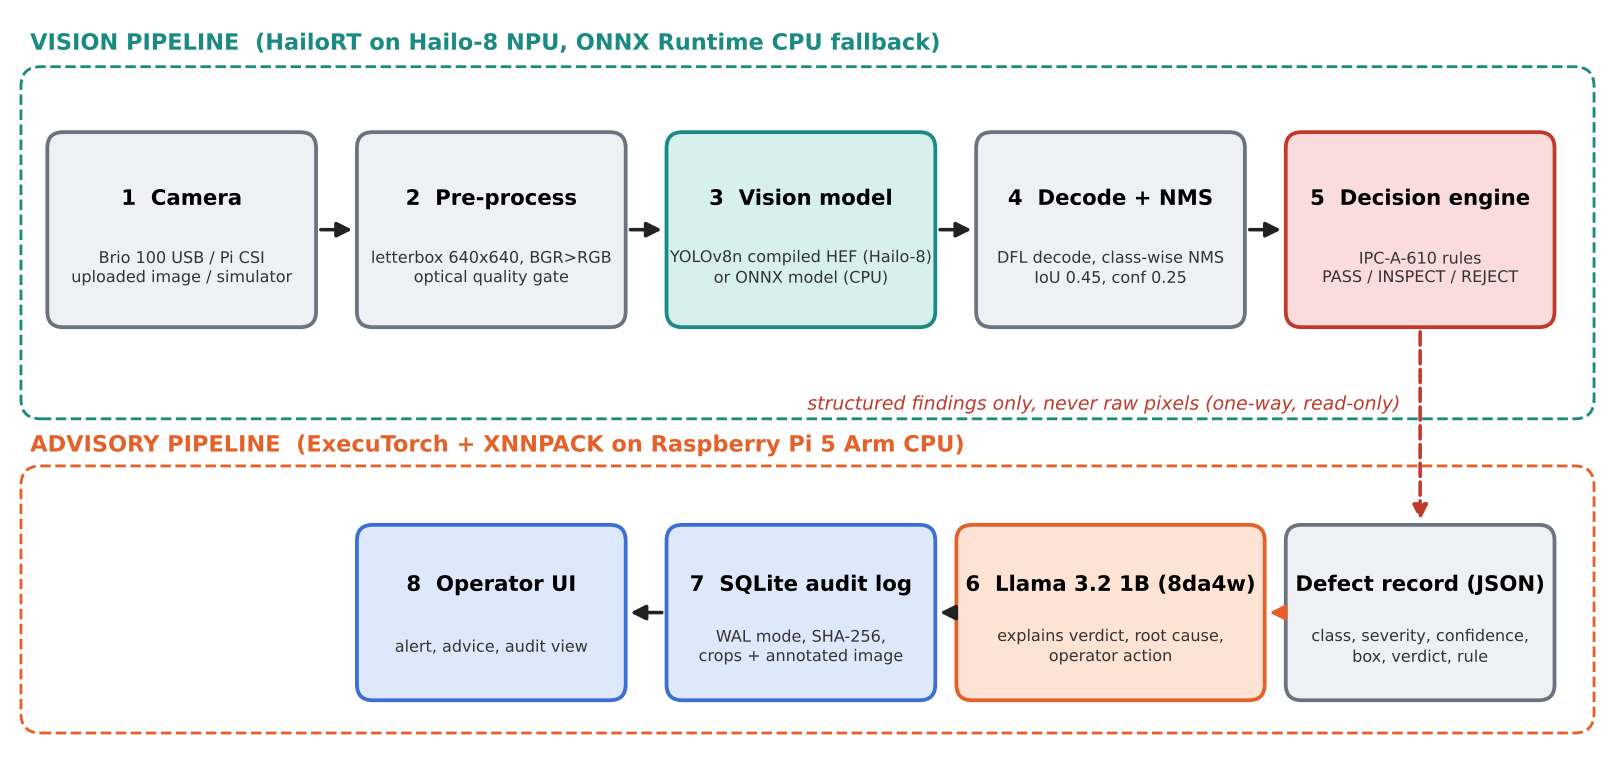 VISION PIPELINE  (HailoRT on Hailo-8 NPU, ONNX Runtime CPU fallback)
1  Camera
Brio 100 USB / Pi CSI
uploaded image / simulator
2  Pre-process
letterbox 640x640, BGR>RGB
optical quality gate
3  Vision model
YOLOv8n compiled HEF (Hailo-8)
or ONNX model (CPU)
4  Decode + NMS
DFL decode, class-wise NMS
IoU 0.45, conf 0.25
5  Decision engine
IPC-A-610 rules
PASS / INSPECT / REJECT
structured findings only, never raw pixels (one-way, read-only)
ADVISORY PIPELINE  (ExecuTorch + XNNPACK on Raspberry Pi 5 Arm CPU)
8  Operator UI
alert, advice, audit view
7  SQLite audit log
WAL mode, SHA-256,
crops + annotated image
6  Llama 3.2 1B (8da4w)
explains verdict, root cause,
operator action
Defect record (JSON)
class, severity, confidence,
box, verdict, rule